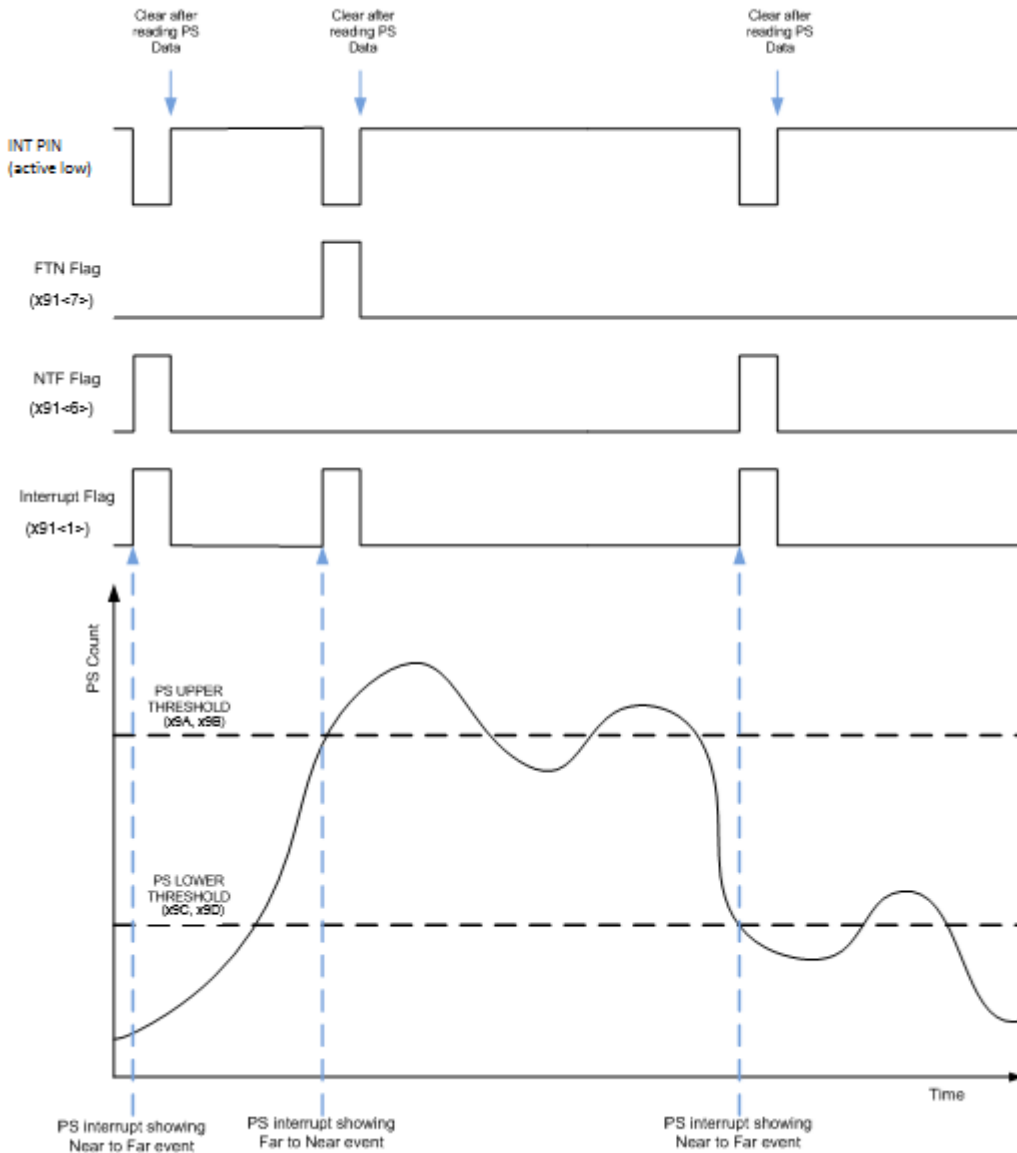 Clear after
reading PS
Data
Clear after
reading PS
Data
Clear after
reading PS
Data
INT PIN
(active low)
FTN Flag
(x91<7>)
NTF Flag
(x91<6>)
Interrupt Flag
(x91<1>)
PS Count
PS UPPER
THRESHOLD
(x9A, x9B)
PS LOWER
THRESHOLD
(x9C, x9D)
Time
PS interrupt showing
Near to Far event
PS interrupt showing
Far to Near event
PS interrupt showing
Near to Far event